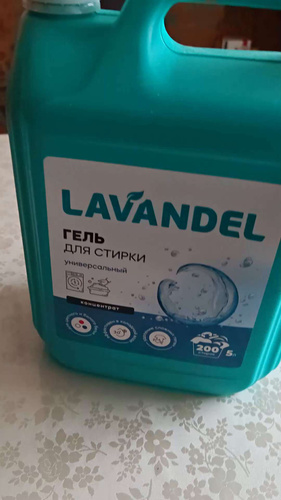 LAVANDEL
ГЕЛЬ
ДЛЯ СТИРКИ
универсальный
концентрат
200
5л